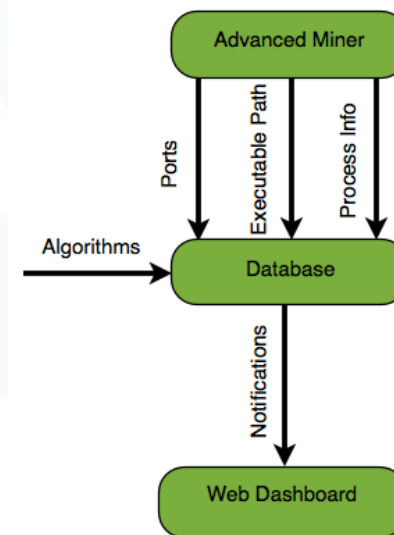 Advanced Miner
Ports
Executable Path
Process Info
Algorithms
Database
Notifications
Web Dashboard